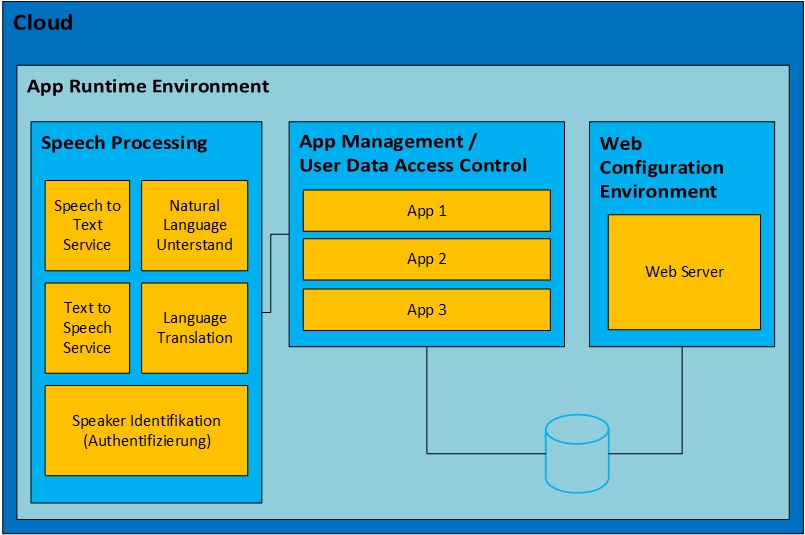 Cloud
App Runtime Environment
Speech Processing
Speech to
Text
Service
Natural
Language
Unterstand
Text to
Speech
Service
Language
Translation
Speaker Identifikation
(Authentifizierung)
App Management /
User Data Access Control
App 1
App 2
App 3
Web
Configuration
Environment
Web Server